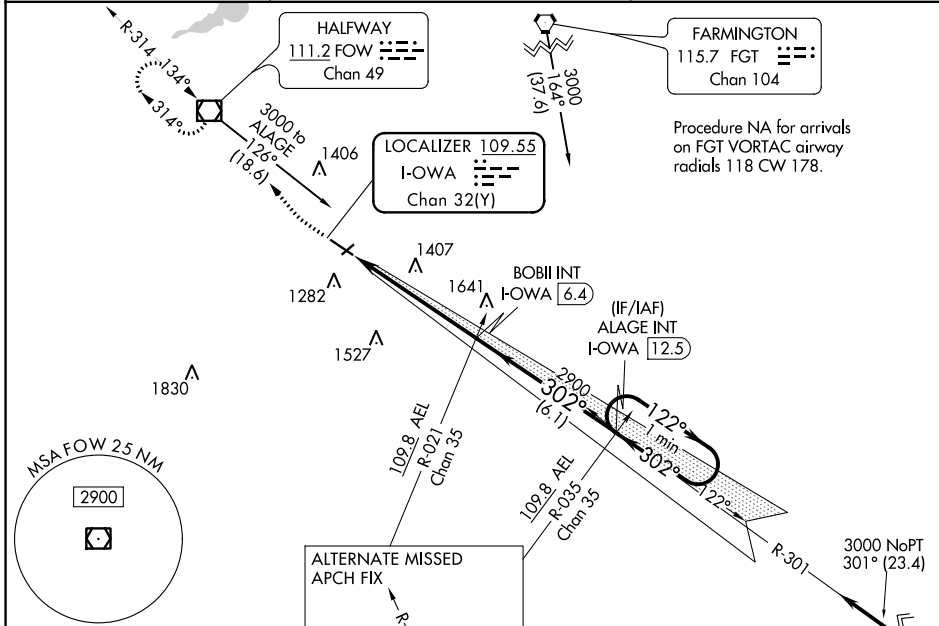 HALFWAY
111.2 FOW
Chan 49
R-314
134°
314°
3000 to
ALAGE
126°
(18.6)
FARMINGTON
115.7 FGT
Chan 104
3000
164°
(37.6)
Procedure NA for arrivals
on FGT VORTAC airway
radials 118 CW 178.
LOCALIZER 109.55
I-OWA
Chan 32(Y)
1406
1407
1282
1641
1527
1830
BOBII INT
I-OWA 6.4
(IF/IAF)
ALAGE INT
I-OWA 12.5
2900
302°
(6.1)
122°
1 min
302°
122°
109.8 AEL
R-021
Chan 35
109.8 AEL
R-035
Chan 35
R-301
3000 NoPT
301° (23.4)
MSA FOW 25 NM
2900
ALTERNATE MISSED
APCH FIX